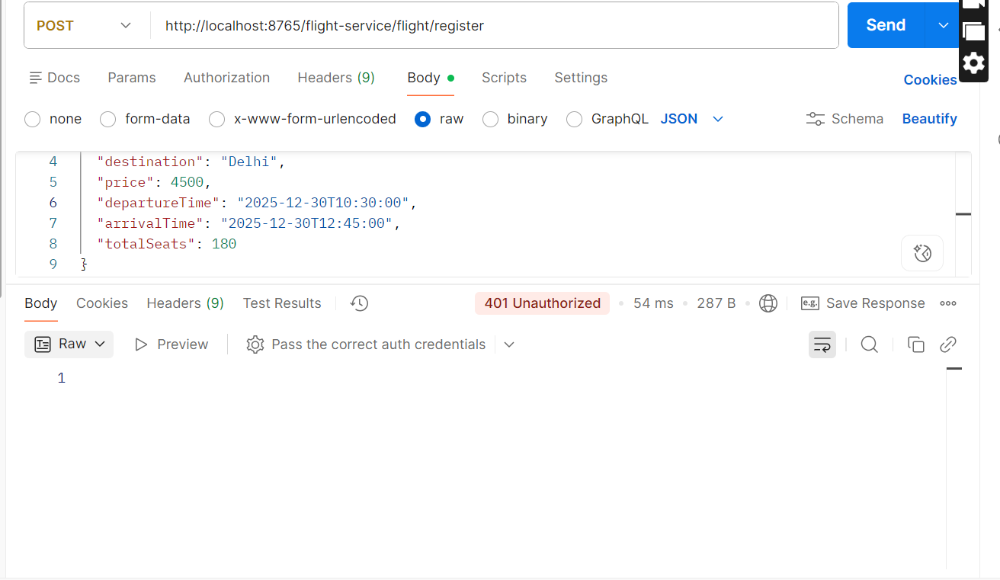 POST http://localhost:8765/flight-service/flight/register Send
Docs Params Authorization Headers (9) Body Scripts Settings Cookies
none form-data x-www-form-urlencoded raw binary GraphQL JSON Schema Beautify
4 "destination": "Delhi",
5 "price": 4500,
6 "departureTime": "2025-12-30T10:30:00",
7 "arrivalTime": "2025-12-30T12:45:00",
8 "totalSeats": 180
9 }
Body Cookies Headers (9) Test Results 401 Unauthorized • 54 ms • 287 B • e.g. Save Response
Raw Preview Pass the correct auth credentials
1